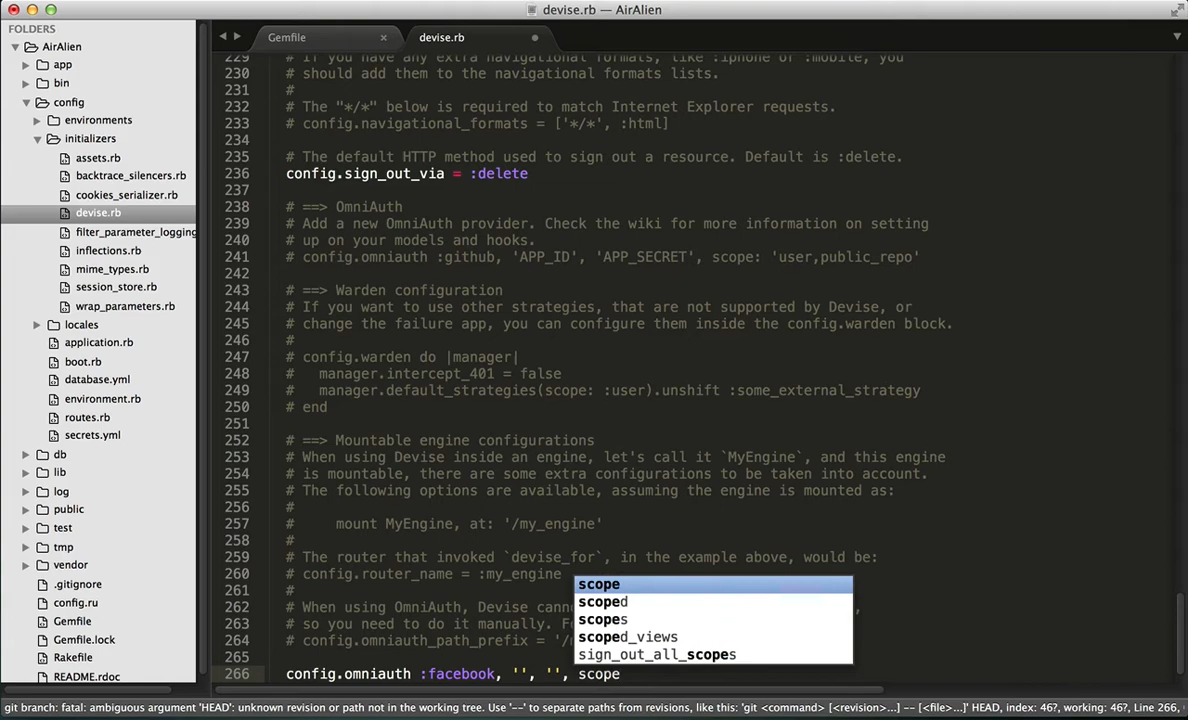 devise.rb — AirAlien
FOLDERS
AirAlien
app
bin
config
environments
initializers
assets.rb
backtrace_silencers.rb
cookies_serializer.rb
devise.rb
filter_parameter_logging
inflections.rb
mime_types.rb
session_store.rb
wrap_parameters.rb
locales
application.rb
boot.rb
database.yml
environment.rb
routes.rb
secrets.yml
db
lib
log
public
test
tmp
vendor
.gitignore
config.ru
Gemfile
Gemfile.lock
Rakefile
README.rdoc
Gemfile
devise.rb
229 # If you have any extra navigational formats, like :iphone or :mobile, you
230 # should add them to the navigational formats lists.
231 #
232 # The "*/*" below is required to match Internet Explorer requests.
233 # config.navigational_formats = ['*/*', :html]
234
235 # The default HTTP method used to sign out a resource. Default is :delete.
236 config.sign_out_via = :delete
237
238 # ==> OmniAuth
239 # Add a new OmniAuth provider. Check the wiki for more information on setting
240 # up on your models and hooks.
241 # config.omniauth :github, 'APP_ID', 'APP_SECRET', scope: 'user,public_repo'
242
243 # ==> Warden configuration
244 # If you want to use other strategies, that are not supported by Devise, or
245 # change the failure app, you can configure them inside the config.warden block.
246 #
247 # config.warden do |manager|
248 #   manager.intercept_401 = false
249 #   manager.default_strategies(scope: :user).unshift :some_external_strategy
250 # end
251
252 # ==> Mountable engine configurations
253 # When using Devise inside an engine, let's call it `MyEngine`, and this engine
254 # is mountable, there are some extra configurations to be taken into account.
255 # The following options are available, assuming the engine is mounted as:
256 #
257 #     mount MyEngine, at: '/my_engine'
258 #
259 # The router that invoked `devise_for`, in the example above, would be:
260 # config.router_name = :my_engine
261 #
262 # When using OmniAuth, Devise canno
263 # so you need to do it manually. F
264 # config.omniauth_path_prefix = '/
265
266 config.omniauth :facebook, '', '', scope
scope
scoped
scopes
scoped_views
sign_out_all_scopes
git branch: fatal: ambiguous argument 'HEAD': unknown revision or path not in the working tree. Use '--' to separate paths from revisions, like this: 'git <command> [<revision>...] -- [<file>...]' HEAD, index: 46?, working: 46?, Line 266,